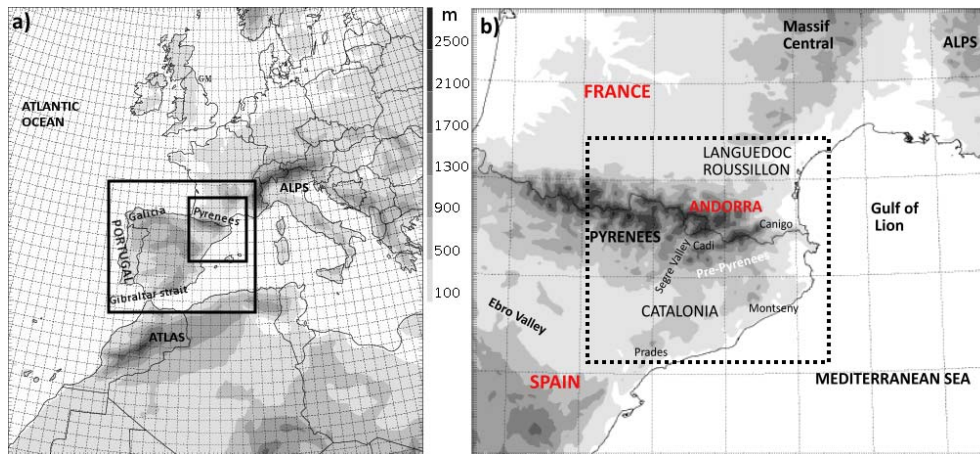 a)
GM
ATLANTIC
OCEAN
ALPS
Galicia
Pyrenees
PORTUGAL
Gibraltar strait
ATLAS
m
2500
2100
1700
1300
900
500
100
b)
Massif
Central
ALPS
FRANCE
LANGUEDOC
ROUSSILLON
ANDORRA
Gulf of
Lion
Canigo
PYRENEES
Cadi
Segre Valley
Pre-Pyrenees
Ebro Valley
CATALONIA
Montseny
Prades
SPAIN
MEDITERRANEAN SEA